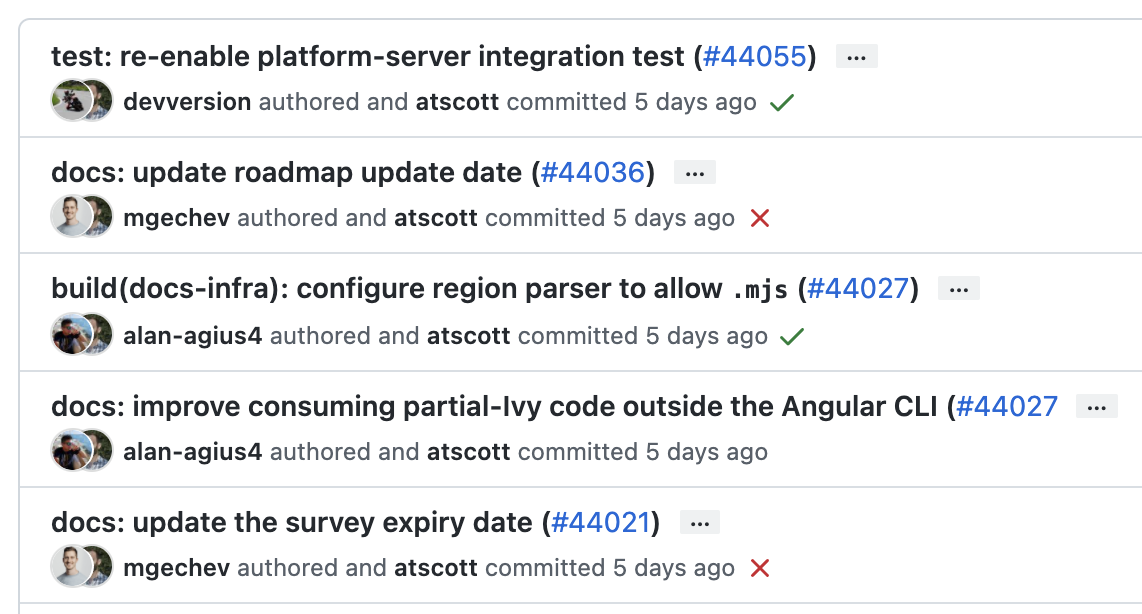 test: re-enable platform-server integration test (#44055) ...
devversion authored and atscott committed 5 days ago
docs: update roadmap update date (#44036) ...
mgechev authored and atscott committed 5 days ago
build(docs-infra): configure region parser to allow .mjs (#44027) ...
alan-agius4 authored and atscott committed 5 days ago
docs: improve consuming partial-Ivy code outside the Angular CLI (#44027 ...
alan-agius4 authored and atscott committed 5 days ago
docs: update the survey expiry date (#44021) ...
mgechev authored and atscott committed 5 days ago